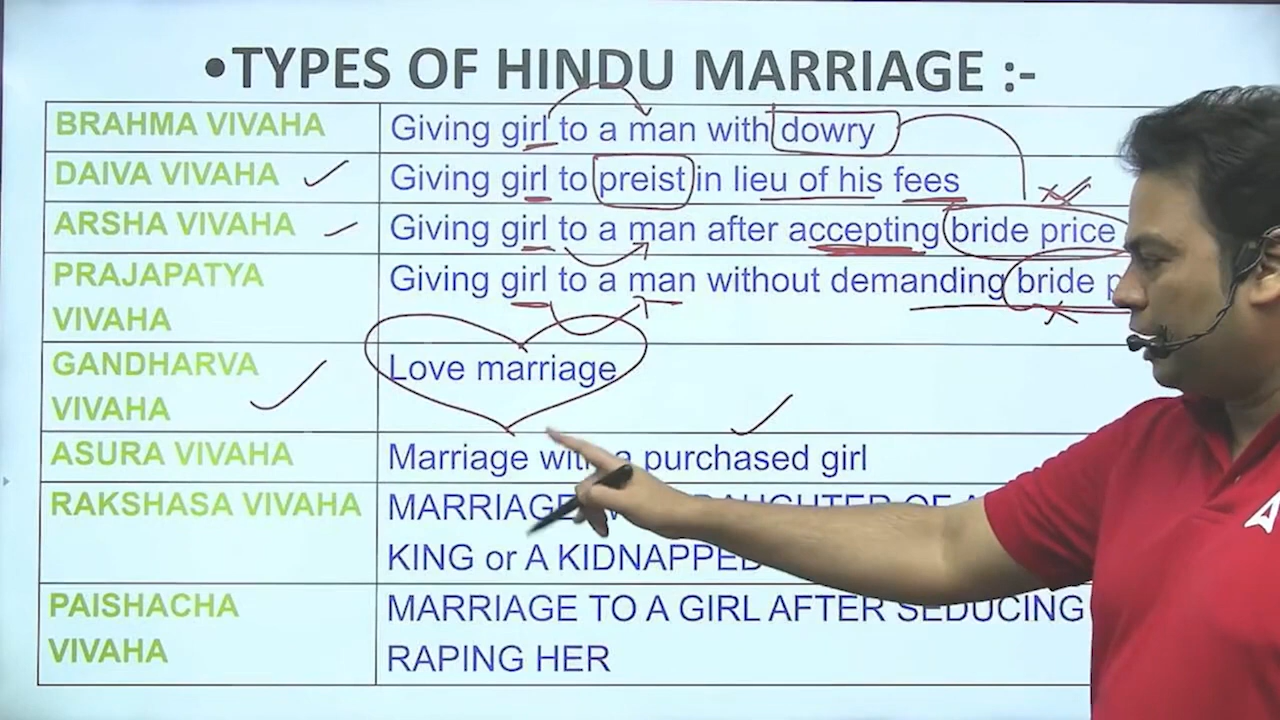 •TYPES OF HINDU MARRIAGE :-
BRAHMA VIVAHA
Giving girl to a man with dowry
DAIVA VIVAHA
Giving girl to preist in lieu of his fees
ARSHA VIVAHA
Giving girl to a man after accepting bride price
PRAJAPATYA
VIVAHA
Giving girl to a man without demanding bride
GANDHARVA
VIVAHA
Love marriage
ASURA VIVAHA
Marriage with a purchased girl
RAKSHASA VIVAHA
MARRIAGE DAUGHTER OF A
KING or A KIDNAPPED
PAISHACHA
VIVAHA
MARRIAGE TO A GIRL AFTER SEDUCING
RAPING HER